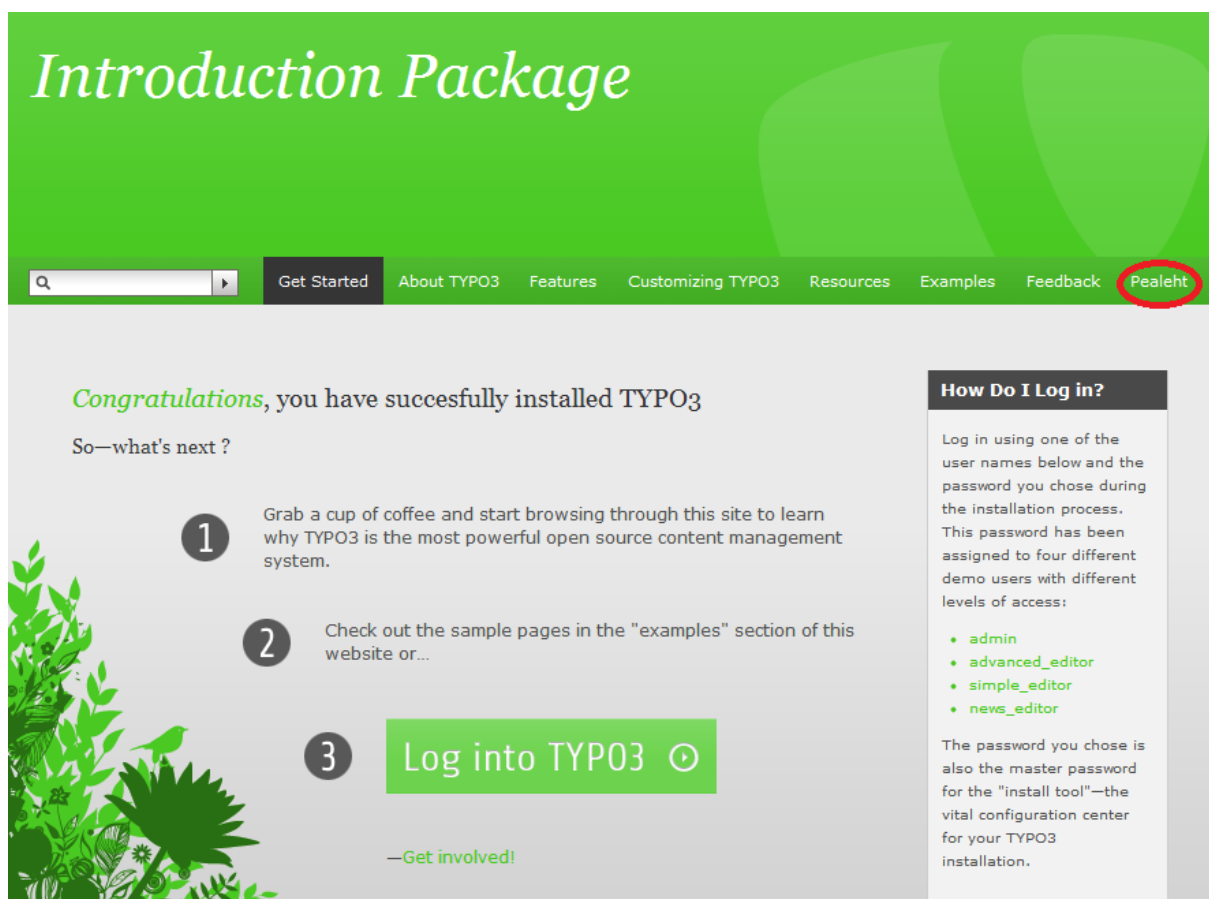 Introduction Package
Get Started About TYPO3 Features Customizing TYPO3 Resources Examples Feedback Pealeht
Congratulations, you have succesfully installed TYPO3
So—what's next ?
1
Grab a cup of coffee and start browsing through this site to learn
why TYPO3 is the most powerful open source content management
system.
2
Check out the sample pages in the "examples" section of this
website or...
3
Log into TYPO3
—Get involved!
How Do I Log in?
Log in using one of the
user names below and the
password you chose during
the installation process.
This password has been
assigned to four different
demo users with different
levels of access:
• admin
• advanced_editor
• simple_editor
• news_editor
The password you chose is
also the master password
for the "install tool"—the
vital configuration center
for your TYPO3
installation.